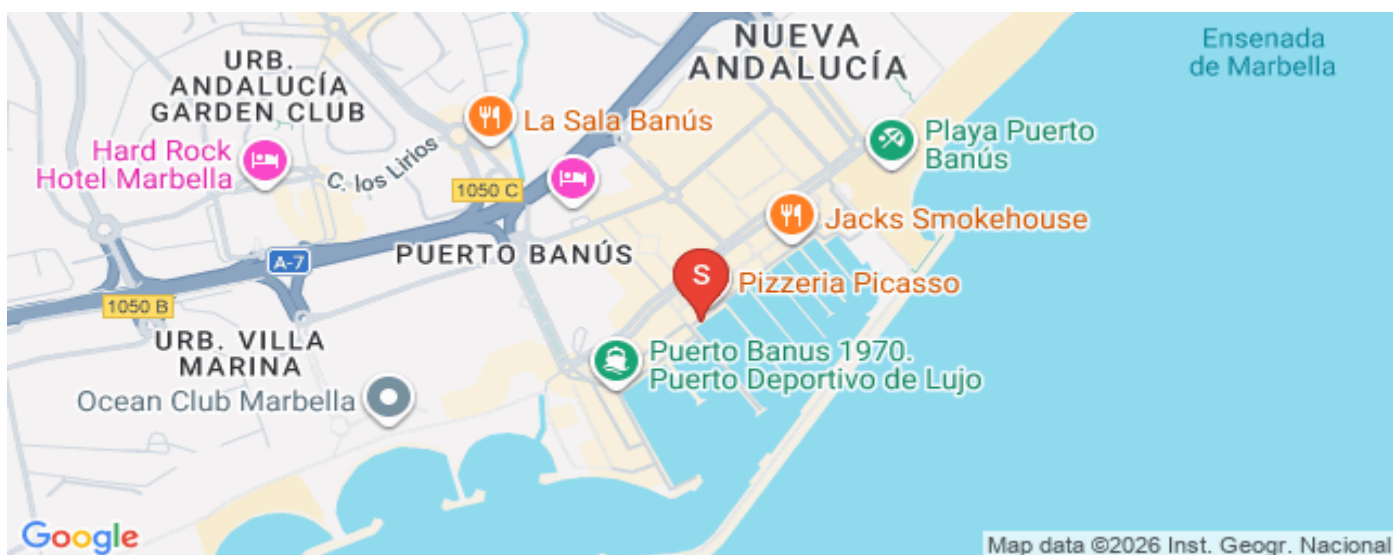 NUEVA
ANDALUCÍA
Ensenada
de Marbella
URB.
ANDALUCÍA
GARDEN CLUB
La Sala Banús
Hard Rock
Hotel Marbella
C. los Lirios
1050 C
Playa Puerto
Banús
Jacks Smokehouse
PUERTO BANÚS
A-7
S
Pizzeria Picasso
1050 B
URB. VILLA
MARINA
Puerto Banus 1970.
Puerto Deportivo de Lujo
Ocean Club Marbella
Google
Map data ©2026 Inst. Geogr. Nacional